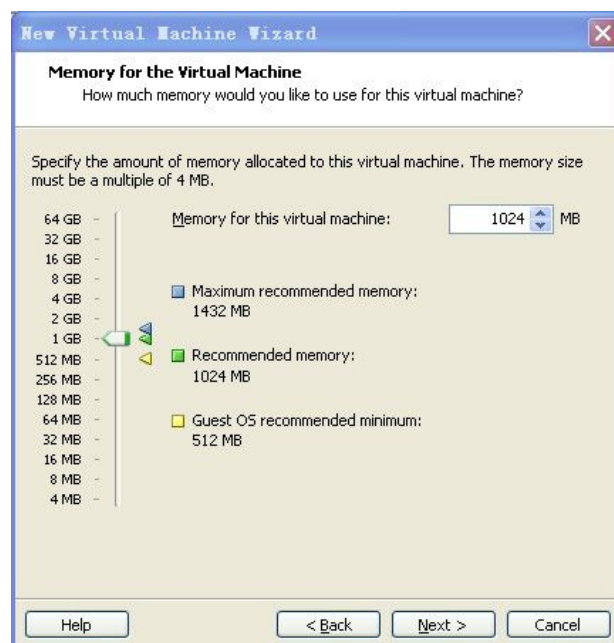 New Virtual Machine Wizard
Memory for the Virtual Machine
How much memory would you like to use for this virtual machine?
Specify the amount of memory allocated to this virtual machine. The memory size
must be a multiple of 4 MB.
64 GB
32 GB
16 GB
8 GB
4 GB
2 GB
1 GB
512 MB
256 MB
128 MB
64 MB
32 MB
16 MB
8 MB
4 MB
Memory for this virtual machine: 1024 MB
Maximum recommended memory:
1432 MB
Recommended memory:
1024 MB
Guest OS recommended minimum:
512 MB
Help < Back Next > Cancel